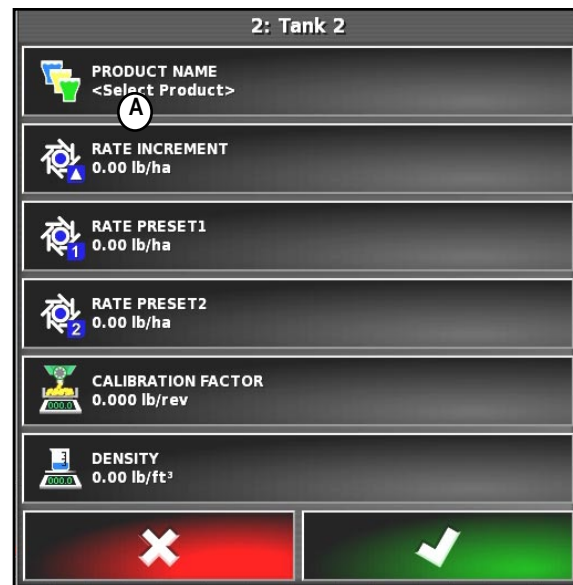 2: Tank 2
PRODUCT NAME
<Select Product>
A
RATE INCREMENT
0.00 lb/ha
RATE PRESET1
0.00 lb/ha
1
RATE PRESET2
0.00 lb/ha
2
CALIBRATION FACTOR
0.000 lb/rev
000.0
DENSITY
0.00 lb/ft³
000.0